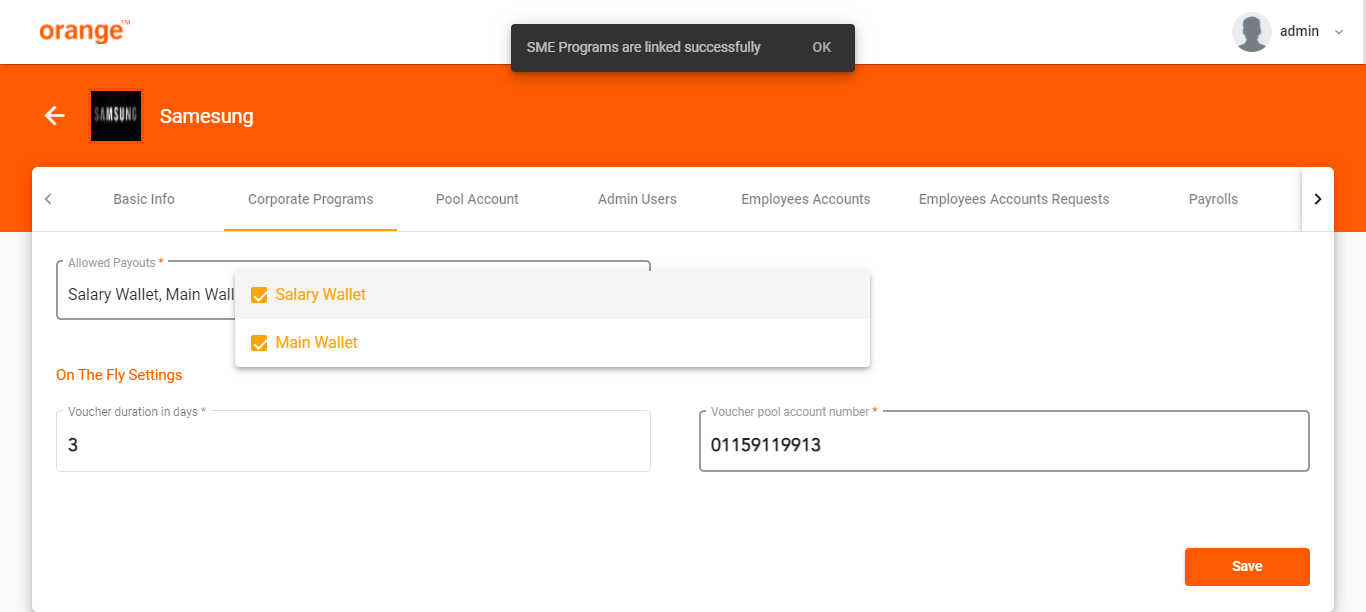 orange™
SME Programs are linked successfully OK
admin
SAMSUNG
Samesung
Basic Info
Corporate Programs
Pool Account
Admin Users
Employees Accounts
Employees Accounts Requests
Payrolls
Allowed Payouts *
Salary Wallet, Main Wall
Salary Wallet
Main Wallet
On The Fly Settings
Voucher duration in days *
3
Voucher pool account number *
01159119913
Save